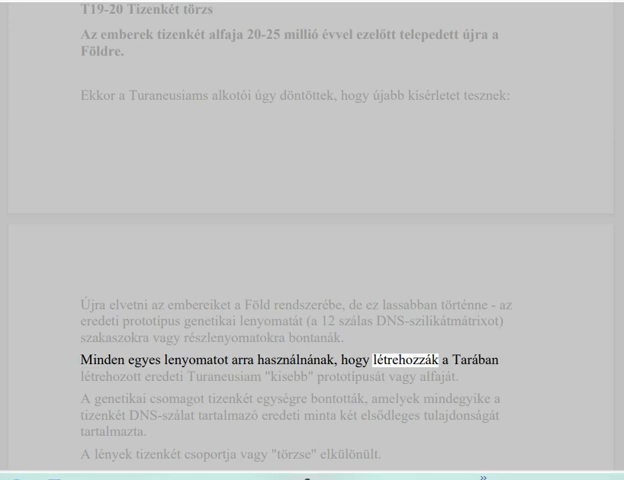 T19-20 Tizenkét törzs
Az emberek tizenkét alfaja 20-25 millió évvel ezelőtt telepedett újra a
Földre.
Ekkor a Turaneusiams alkotói úgy döntöttek, hogy újabb kísérletet tesznek:
Újra elvetni az embereiket a Föld rendszerébe, de ez lassabban történne - az
eredeti prototípus genetikai lenyomatát (a 12 szálas DNS-szilikátmátrixot)
szakaszokra vagy részlenyomatokra bontanák.
Minden egyes lenyomatot arra használnának, hogy létrehozzák a Tarában
létrehozott eredeti Turaneusiam "kisebb" prototípusát vagy alfaját.
A genetikai csomagot tizenkét egységre bontották, amelyek mindegyike a
tizenkét DNS-szálat tartalmazó eredeti minta két elsődleges tulajdonságát
tartalmazta.
A lények tizenkét csoportja vagy "törzse" elkülönült.